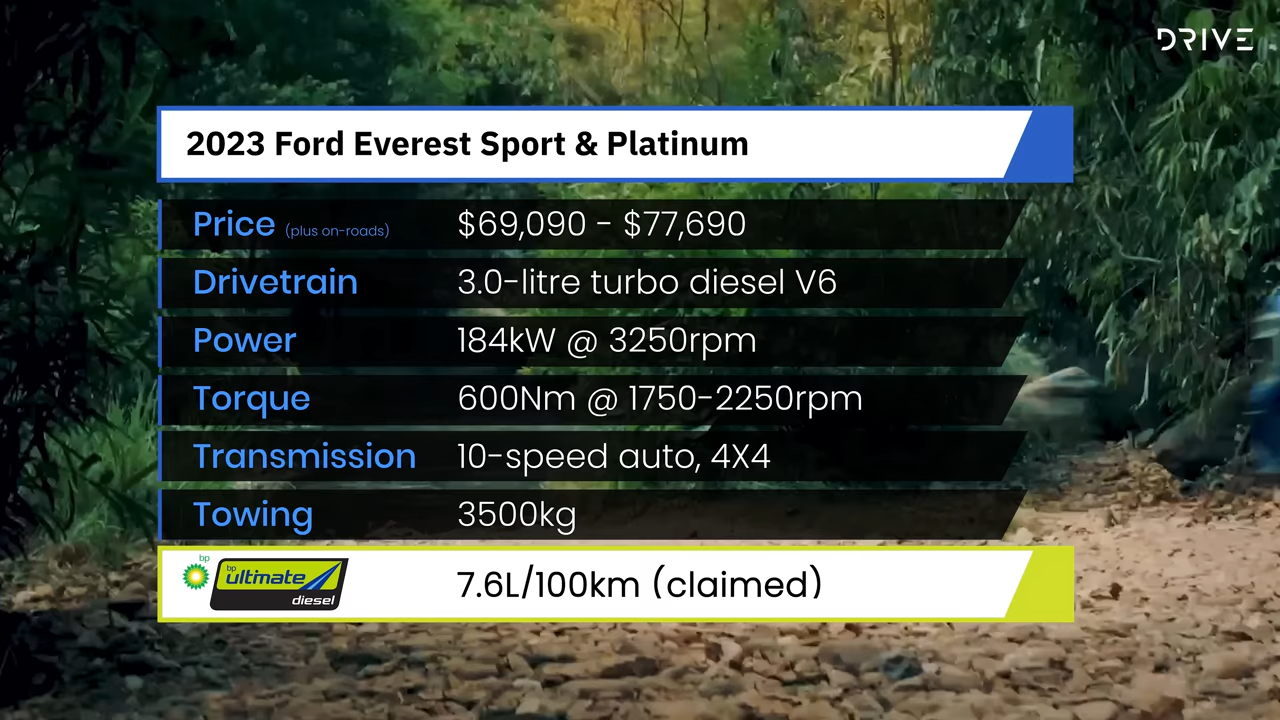 DRIVE
2023 Ford Everest Sport & Platinum
Price (plus on-roads) $69,090 - $77,690
Drivetrain 3.0-litre turbo diesel V6
Power 184kW @ 3250rpm
Torque 600Nm @ 1750-2250rpm
Transmission 10-speed auto, 4X4
Towing 3500kg
bp bp ultimate diesel 7.6L/100km (claimed)